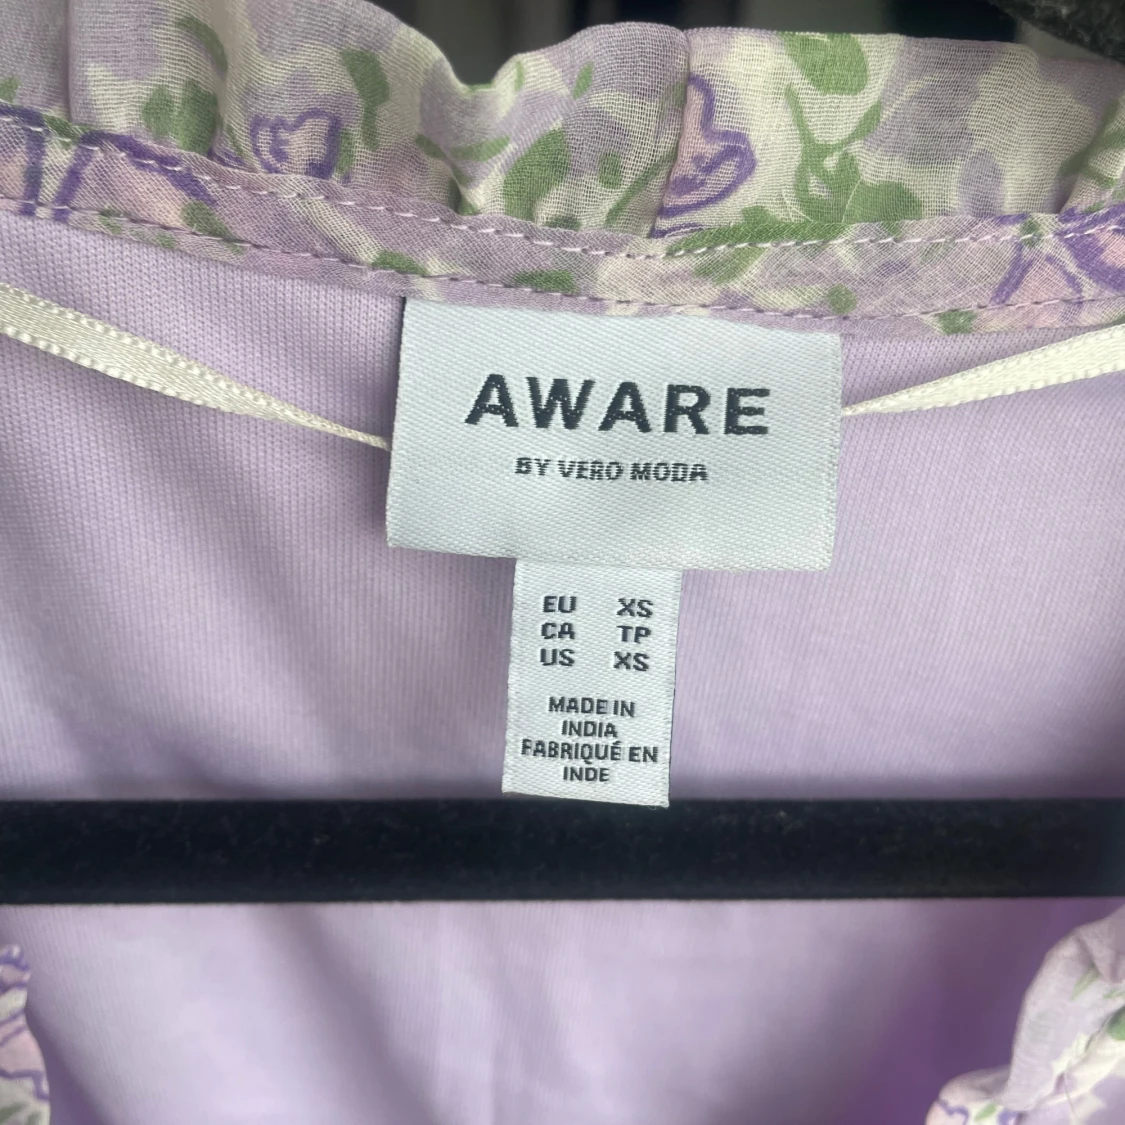 AWARE
BY VERO MODA
EU XS
CA TP
US XS
MADE IN
INDIA
FABRIQUÉ EN
INDE